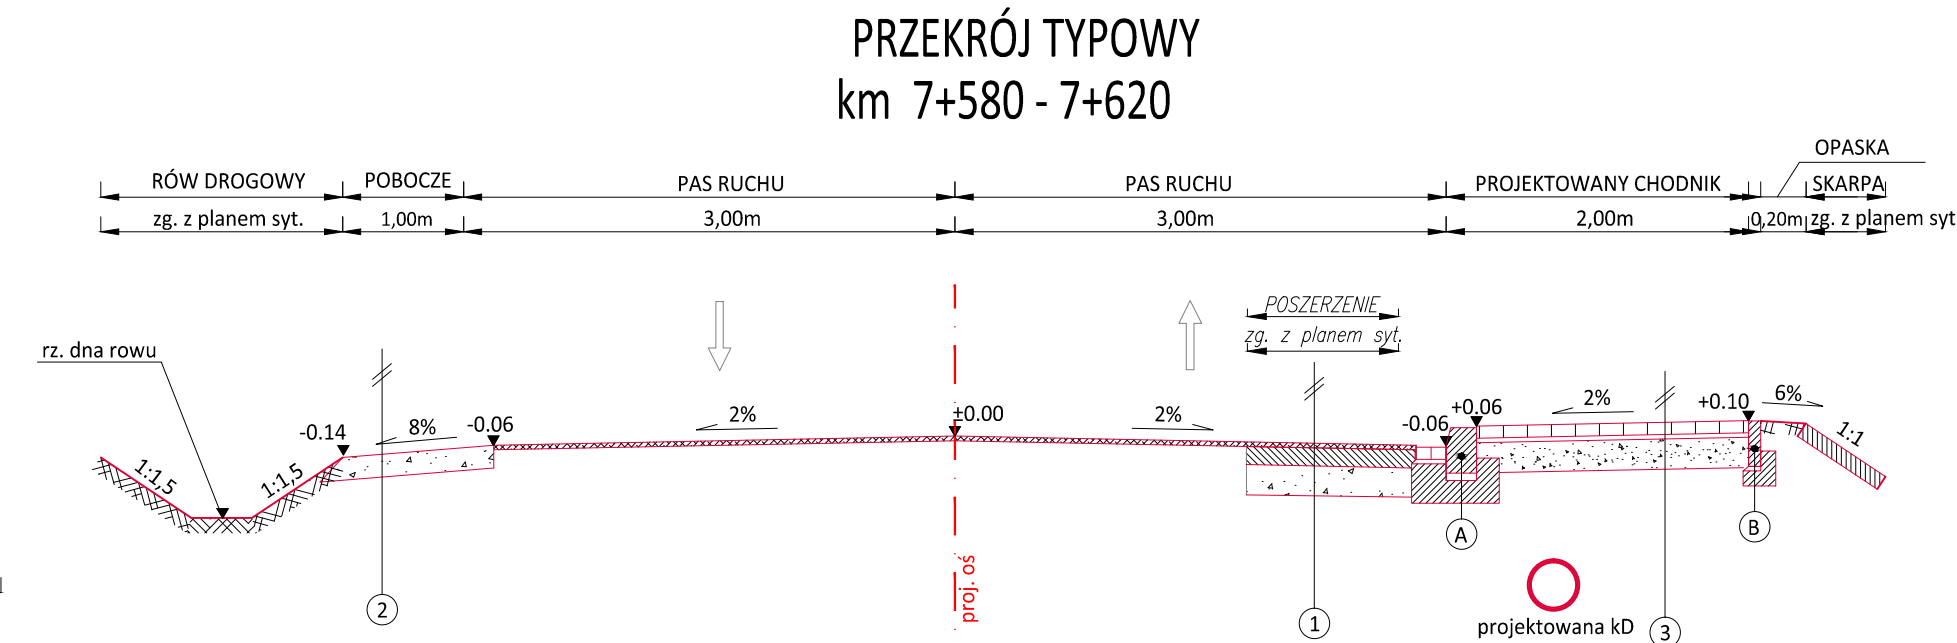 PRZEKRÓJ TYPOWY
km 7+580 - 7+620
OPASKA
RÓW DROGOWY POBOCZE PAS RUCHU PAS RUCHU PROJEKTOWANY CHODNIK SKARPA
zg. z planem syt. 1,00m 3,00m 3,00m 2,00m 0,20m zg. z planem syt
POSZERZENIE
zg. z planem syt.
rz. dna rowu
-0.14 8% -0.06 2% ±0.00 2% -0.06 +0.06 2% +0.10 6%
1:1,5 1:1,5 1:1
A B
proj. oś
2 1 3
projektowana kD